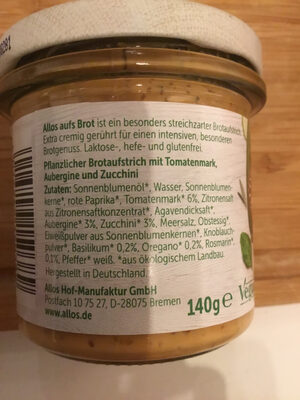 Allos aufs Brot ist ein besonders streichzarter Brotaufstrich.
Extra cremig gerührt für einen intensiven, besonderen
Brotgenuss. Laktose-, hefe- und glutenfrei.
Pflanzlicher Brotaufstrich mit Tomatenmark,
Aubergine und Zucchini
Zutaten: Sonnenblumenöl*, Wasser, Sonnenblumen-
kerne*, rote Paprika*, Tomatenmark* 6%, Zitronensaft
aus Zitronensaftkonzentrat*, Agavendicksaft*,
Aubergine* 3%, Zucchini* 3%, Meersalz, Obstessig*,
Eiweißpulver aus Sonnenblumenkernen*, Knoblauch-
pulver*, Basilikum* 0,2%, Oregano* 0,2%, Rosmarin*
0,1%, Pfeffer* weiß. *aus ökologischem Landbau.
Hergestellt in Deutschland.
Allos Hof-Manufaktur GmbH
Postfach 10 75 27, D-28075 Bremen
www.allos.de
140g e